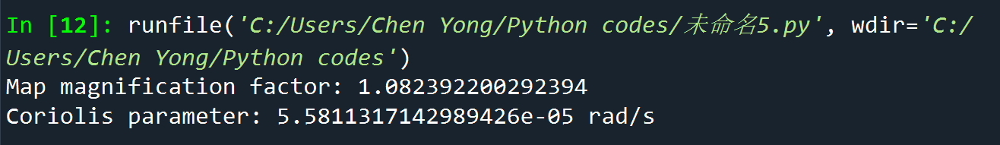 In [12]: runfile('C:/Users/Chen Yong/Python codes/未命名5.py', wdir='C:/
Users/Chen Yong/Python codes')
Map magnification factor: 1.082392200292394
Coriolis parameter: 5.5811317142989426e-05 rad/s